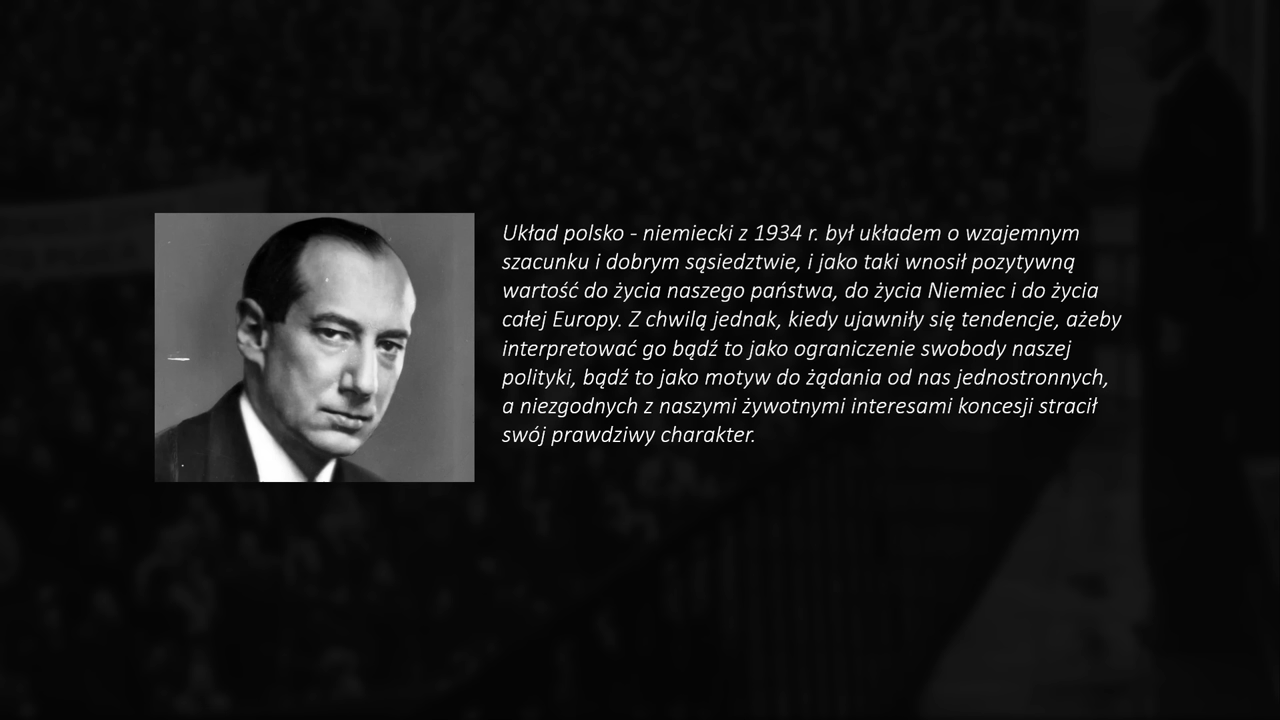 Układ polsko - niemiecki z 1934 r. był układem o wzajemnym
szacunku i dobrym sąsiedztwie, i jako taki wnosił pozytywną
wartość do życia naszego państwa, do życia Niemiec i do życia
całej Europy. Z chwilą jednak, kiedy ujawniły się tendencje, ażeby
interpretować go bądź to jako ograniczenie swobody naszej
polityki, bądź to jako motyw do żądania od nas jednostronnych,
a niezgodnych z naszymi żywotnymi interesami koncesji stracił
swój prawdziwy charakter.